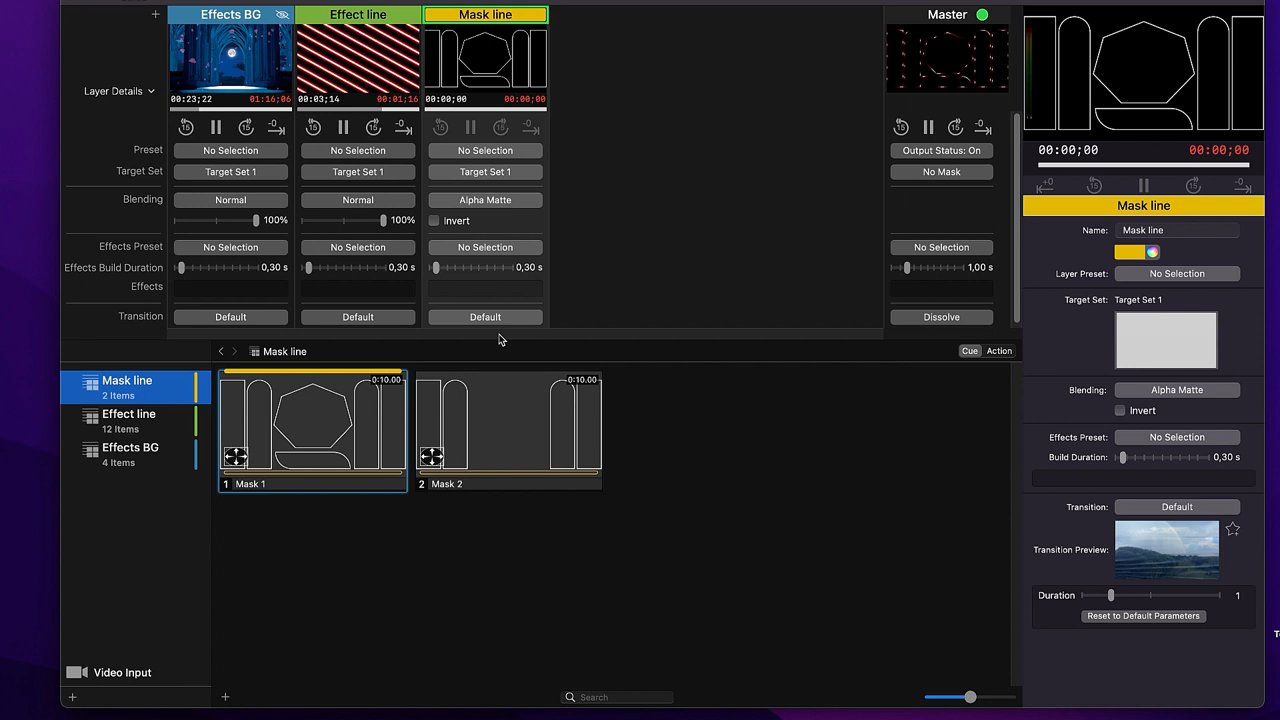 Effects BG
Effect line
Mask line
Master
Layer Details
00:23;22 01:16;06
00:03;14 00:01;16
00:00;00 00:00;00
Preset No Selection No Selection No Selection Output Status: On
Target Set Target Set 1 Target Set 1 Target Set 1 No Mask
Blending Normal Normal Alpha Matte
100% 100% Invert
Effects Preset No Selection No Selection No Selection No Selection
Effects Build Duration 0,30 s 0,30 s 0,30 s 1,00 s
Effects
Transition Default Default Default Dissolve
Mask line
Cue Action
Mask line
2 Items
Effect line
12 Items
Effects BG
4 Items
0:10.00
1 Mask 1
0:10.00
2 Mask 2
Video Input
Search
00:00;00 00:00;00
Mask line
Name: Mask line
Layer Preset: No Selection
Target Set: Target Set 1
Blending: Alpha Matte
Invert
Effects Preset: No Selection
Build Duration: 0,30 s
Transition: Default
Transition Preview:
Duration 1
Reset to Default Parameters